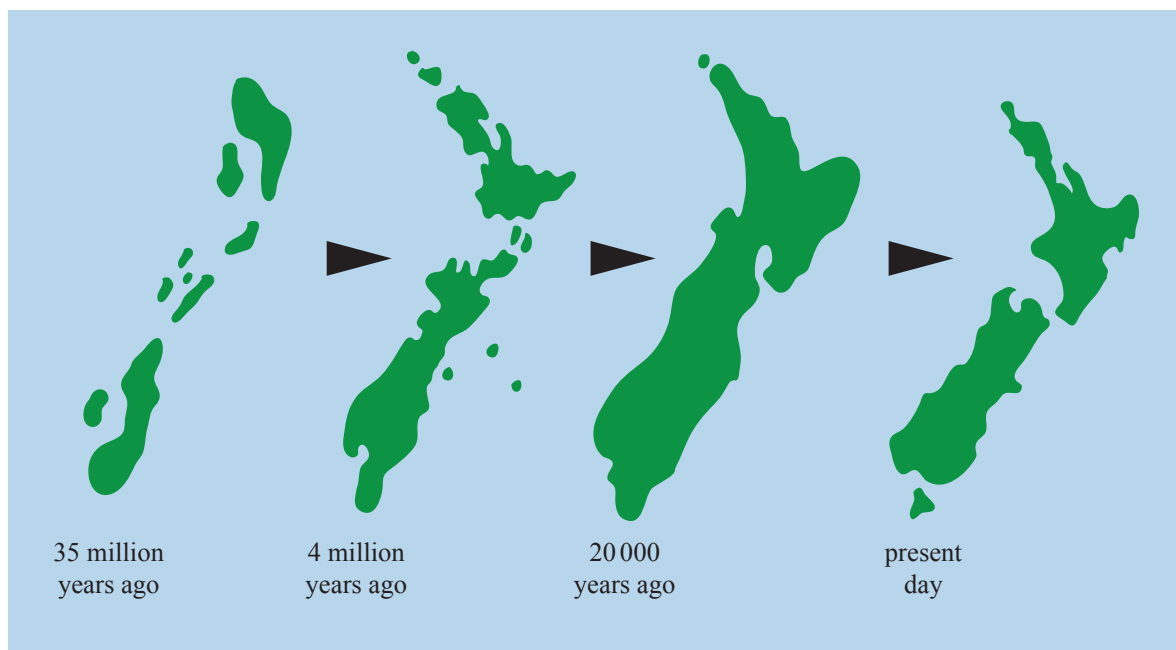 35 million
years ago
4 million
years ago
20 000
years ago
present
day